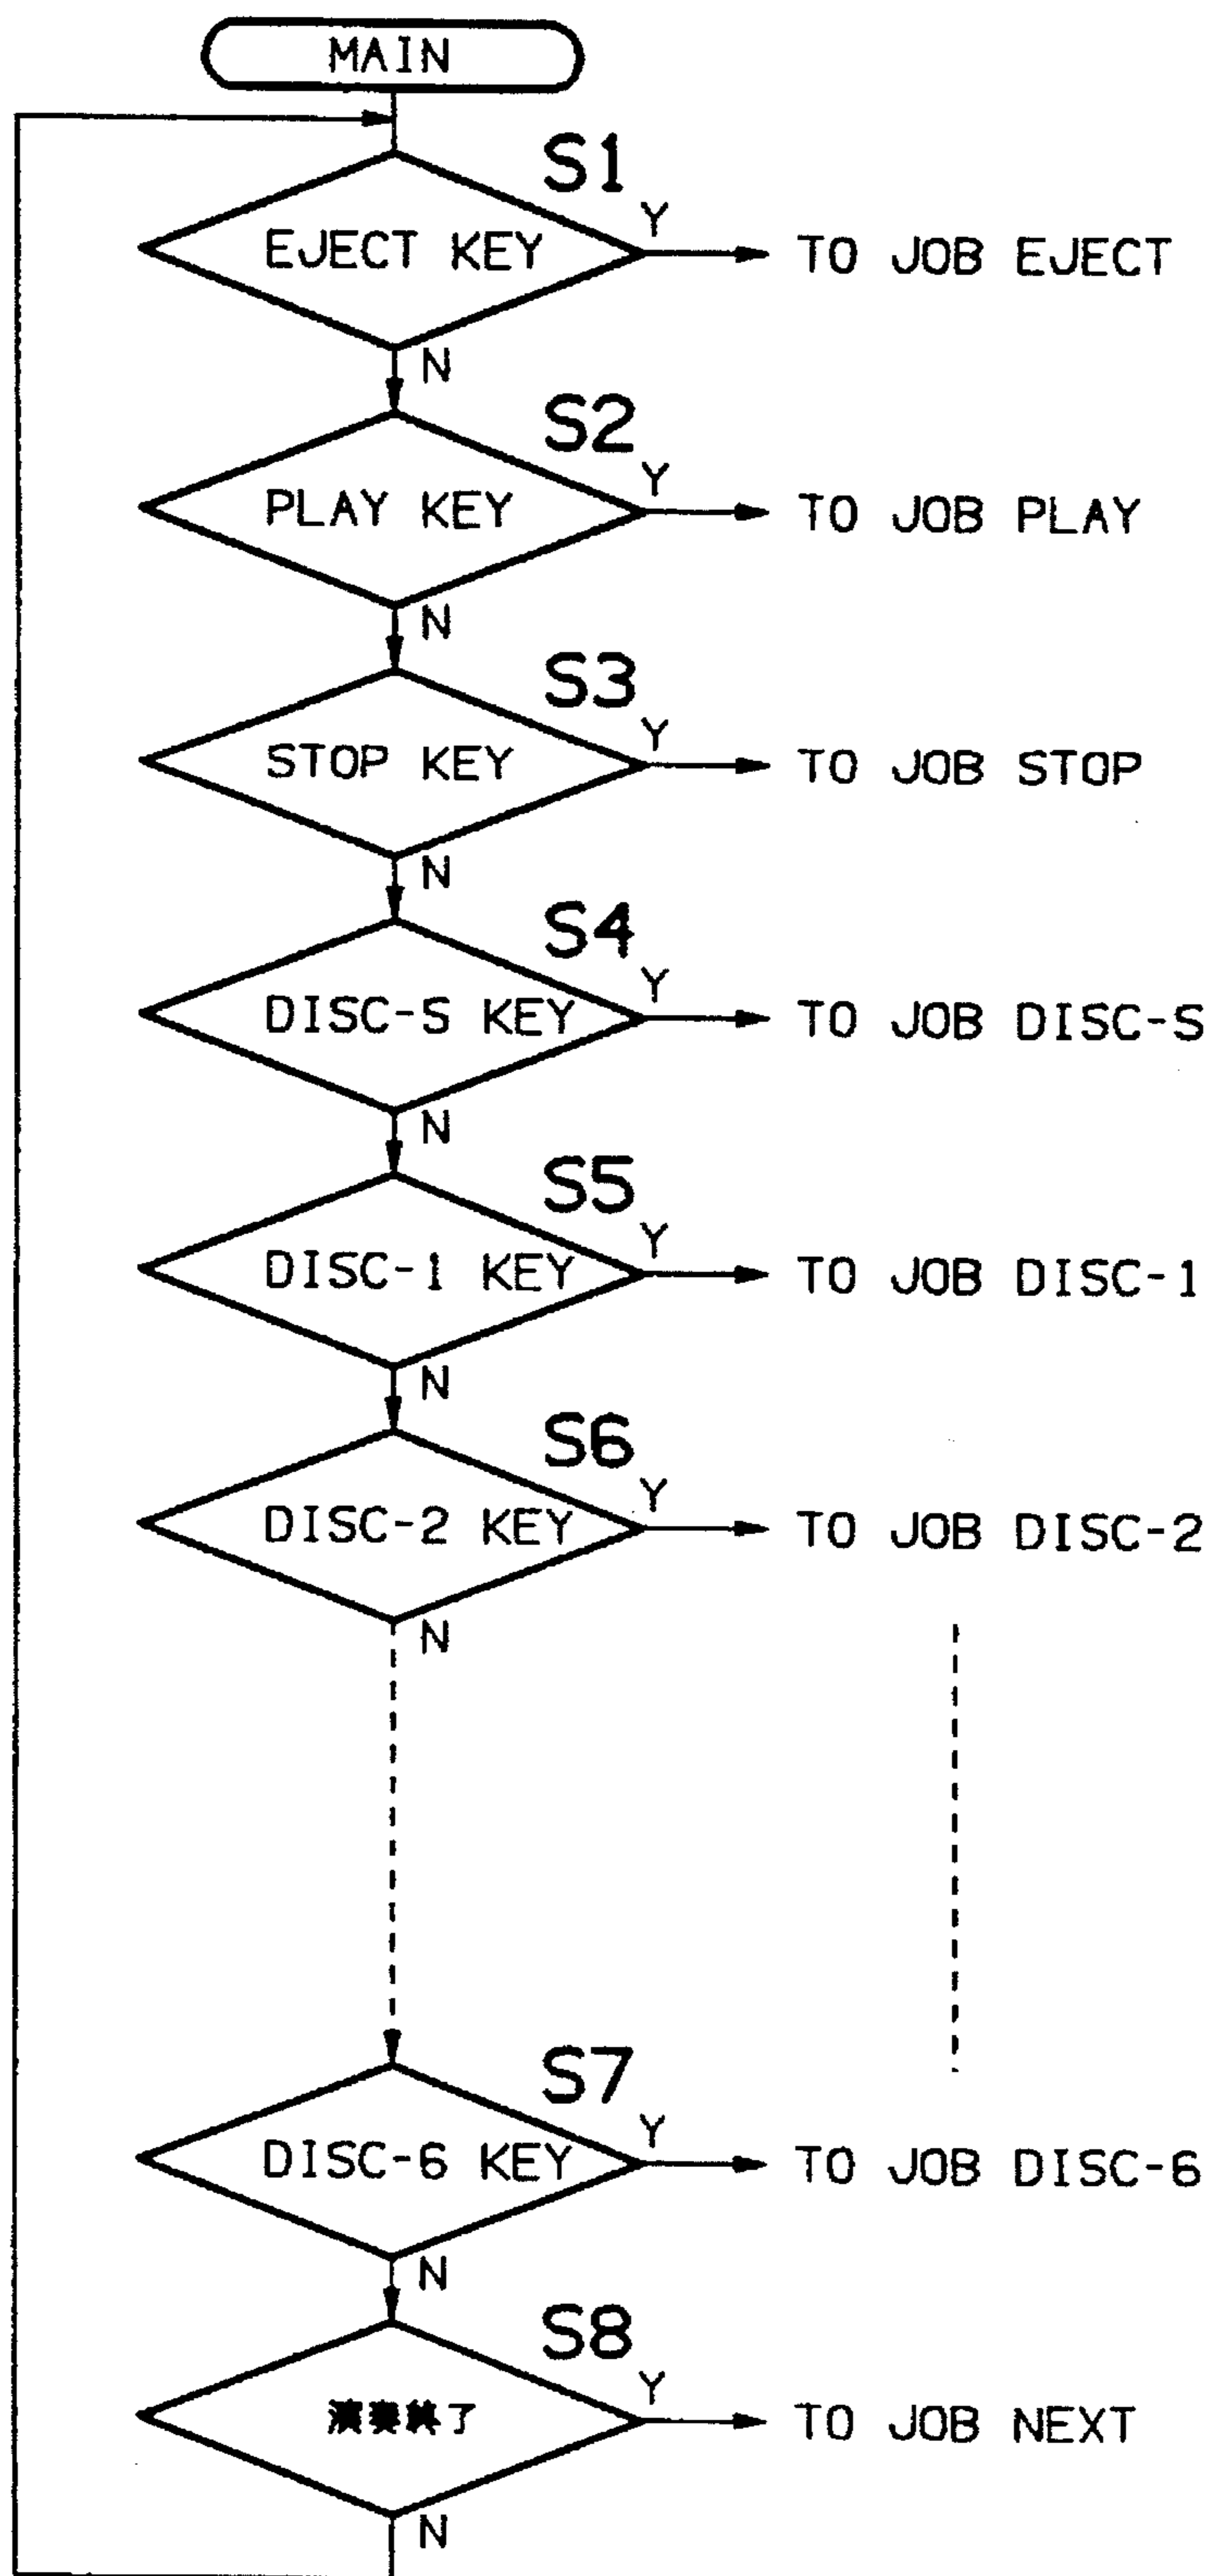 MAIN
S1
EJECT KEY
Y
TO JOB EJECT
N
S2
PLAY KEY
Y
TO JOB PLAY
N
S3
STOP KEY
Y
TO JOB STOP
N
S4
DISC-S KEY
Y
TO JOB DISC-S
N
S5
DISC-1 KEY
Y
TO JOB DISC-1
N
S6
DISC-2 KEY
Y
TO JOB DISC-2
N
S7
DISC-6 KEY
Y
TO JOB DISC-6
N
S8
演奏終了
Y
TO JOB NEXT
N